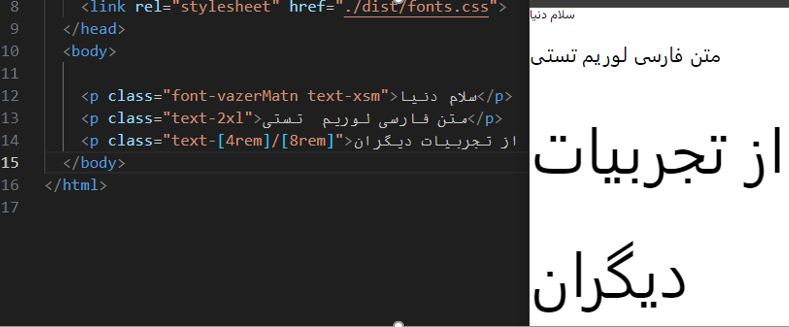 8 <link rel="stylesheet" href="./dist/fonts.css">
9 </head>
10 <body>
11
12 <p class="font-vazerMatn text-xsm">سلام دنیا</p>
13 <p class="text-2xl">متن فارسی لوریم تستی</p>
14 <p class="text-[4rem]/[8rem]">از تجربیات دیگران
15 </body>
16 </html>
17
سلام دنیا
متن فارسی لوریم تستی
از تجربیات
دیگران